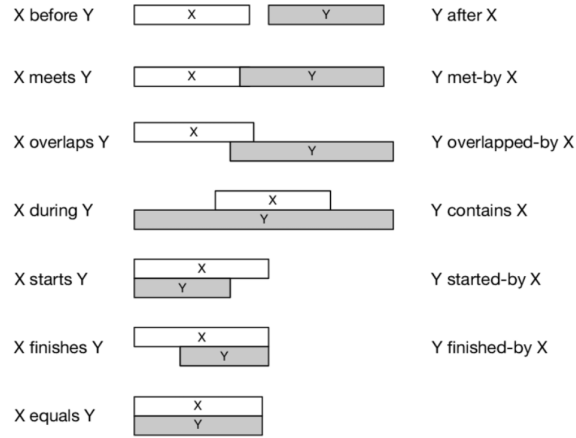 X before Y X Y Y after X
X meets Y X Y Y met-by X
X overlaps Y X Y Y overlapped-by X
X during Y X Y Y contains X
X starts Y X Y Y started-by X
X finishes Y X Y Y finished-by X
X equals Y X Y